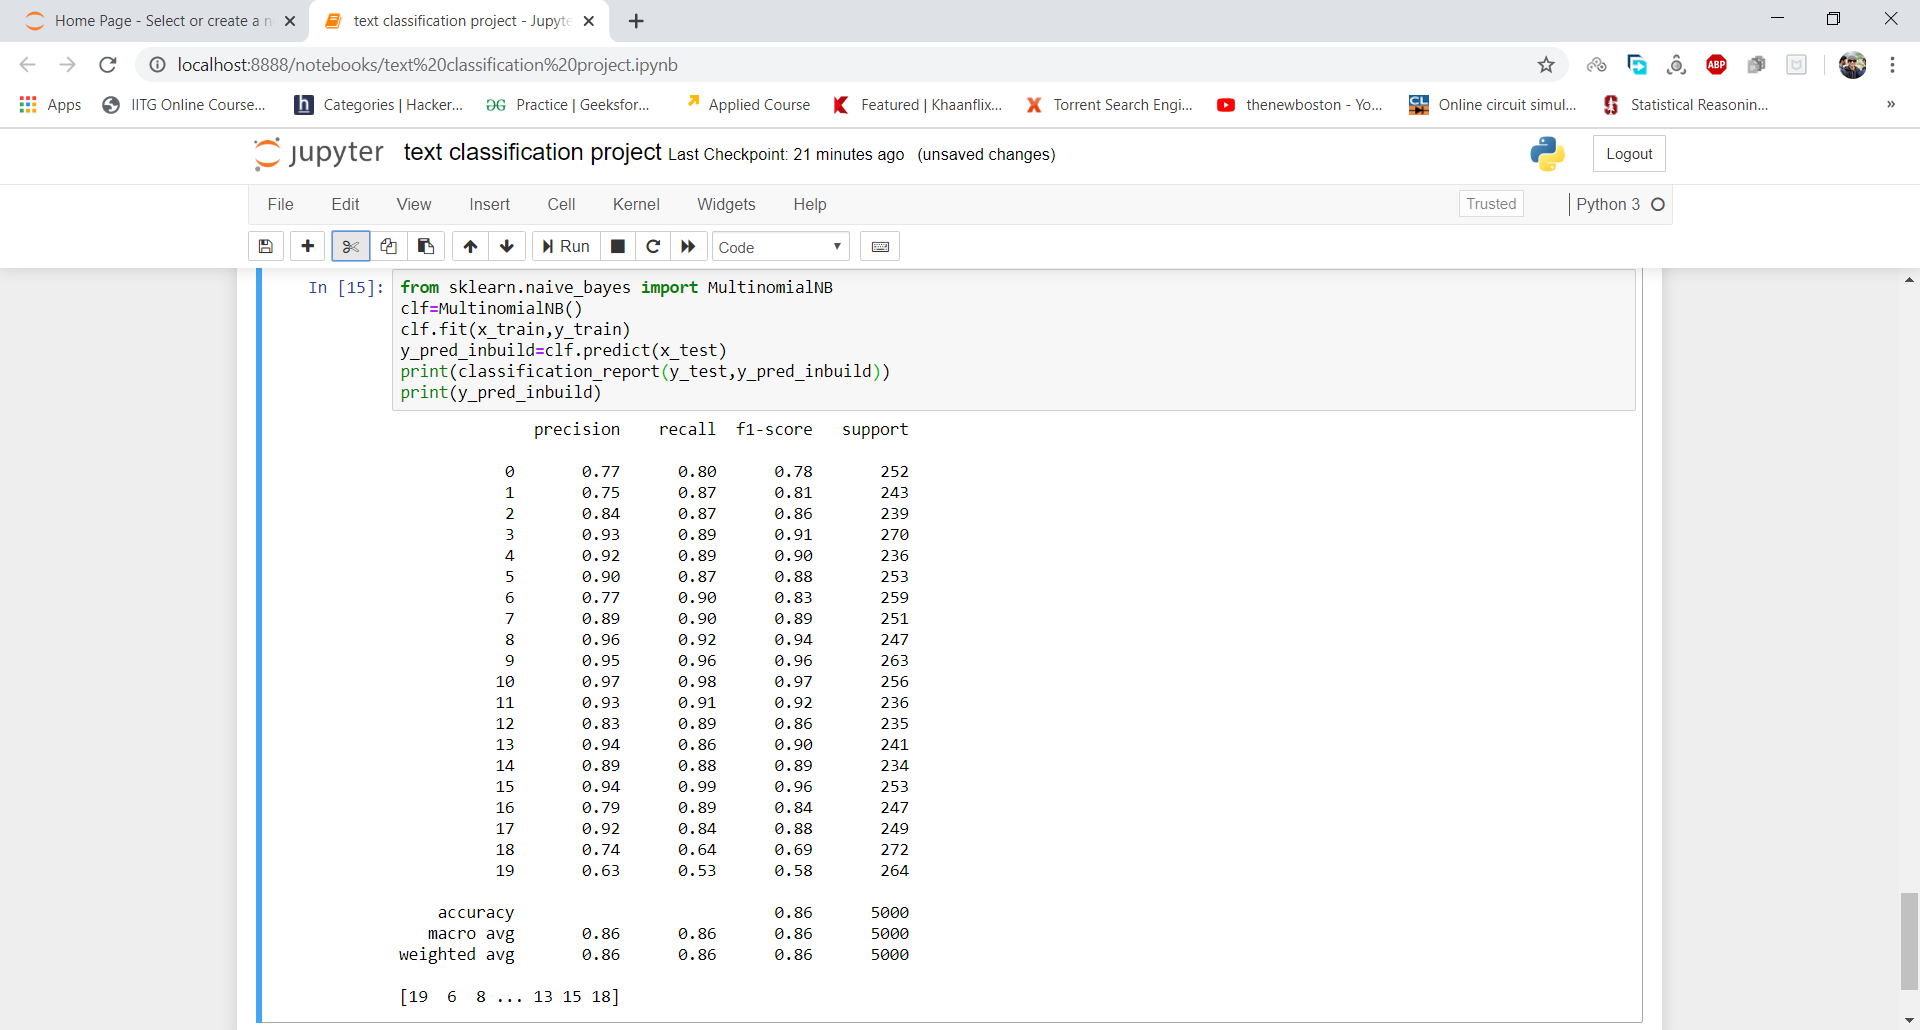 Home Page - Select or create a n
text classification project - Jupyte
localhost:8888/notebooks/text%20classification%20project.ipynb
ABP
Apps
IITG Online Course...
h
Categories | Hacker...
Practice | Geeksfor...
Applied Course
Featured | Khaanflix...
Torrent Search Engi...
thenewboston - Yo...
CL
Online circuit simul...
Statistical Reasonin...
»
jupyter text classification project Last Checkpoint: 21 minutes ago (unsaved changes)
Logout
File Edit View Insert Cell Kernel Widgets Help
Trusted
Python 3
Run
Code
In [15]: from sklearn.naive_bayes import MultinomialNB
clf=MultinomialNB()
clf.fit(x_train,y_train)
y_pred_inbuild=clf.predict(x_test)
print(classification_report(y_test,y_pred_inbuild))
print(y_pred_inbuild)
precision recall f1-score support
0 0.77 0.80 0.78 252
1 0.75 0.87 0.81 243
2 0.84 0.87 0.86 239
3 0.93 0.89 0.91 270
4 0.92 0.89 0.90 236
5 0.90 0.87 0.88 253
6 0.77 0.90 0.83 259
7 0.89 0.90 0.89 251
8 0.96 0.92 0.94 247
9 0.95 0.96 0.96 263
10 0.97 0.98 0.97 256
11 0.93 0.91 0.92 236
12 0.83 0.89 0.86 235
13 0.94 0.86 0.90 241
14 0.89 0.88 0.89 234
15 0.94 0.99 0.96 253
16 0.79 0.89 0.84 247
17 0.92 0.84 0.88 249
18 0.74 0.64 0.69 272
19 0.63 0.53 0.58 264
accuracy 0.86 5000
macro avg 0.86 0.86 0.86 5000
weighted avg 0.86 0.86 0.86 5000
[19 6 8 ... 13 15 18]